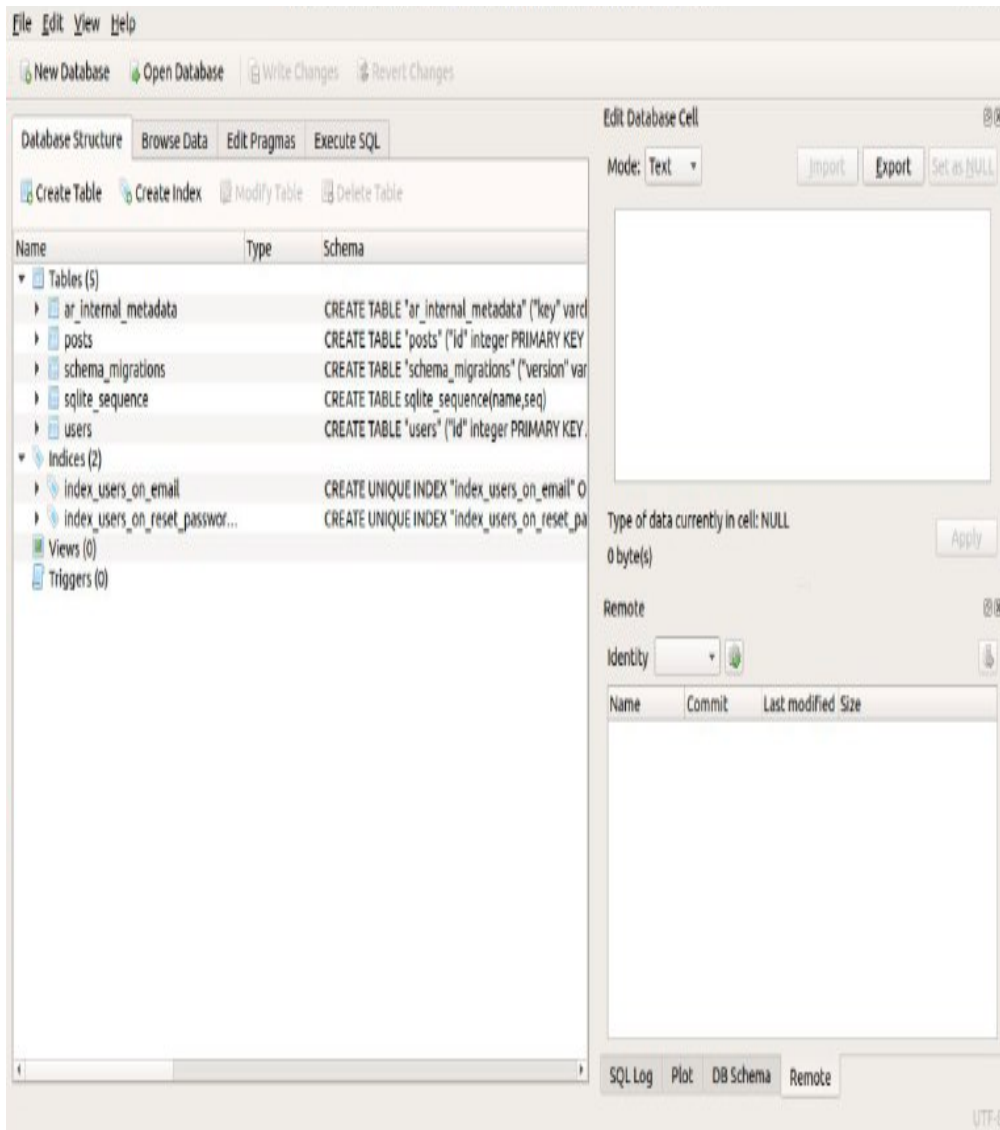 File Edit View Help
New Database Open Database Write Changes Revert Changes
Database Structure Browse Data Edit Pragmas Execute SQL
Create Table Create Index Modify Table Delete Table
Name Type Schema
Tables (5)
ar_internal_metadata CREATE TABLE "ar_internal_metadata" ("key" varcl
posts CREATE TABLE "posts" ("id" integer PRIMARY KEY
schema_migrations CREATE TABLE "schema_migrations" ("version" var
sqlite_sequence CREATE TABLE sqlite_sequence(name,seq)
users CREATE TABLE "users" ("id" integer PRIMARY KEY.
Indices (2)
index_users_on_email CREATE UNIQUE INDEX "index_users_on_email" O
index_users_on_reset_passwor... CREATE UNIQUE INDEX "index_users_on_reset_pa
Views (0)
Triggers (0)
Edit Database Cell
Mode: Text Import Export Set as NULL
Type of data currently in cell: NULL
0 byte(s)
Apply
Remote
Identity
Name Commit Last modified Size
SQL Log Plot DB Schema Remote
UTF-